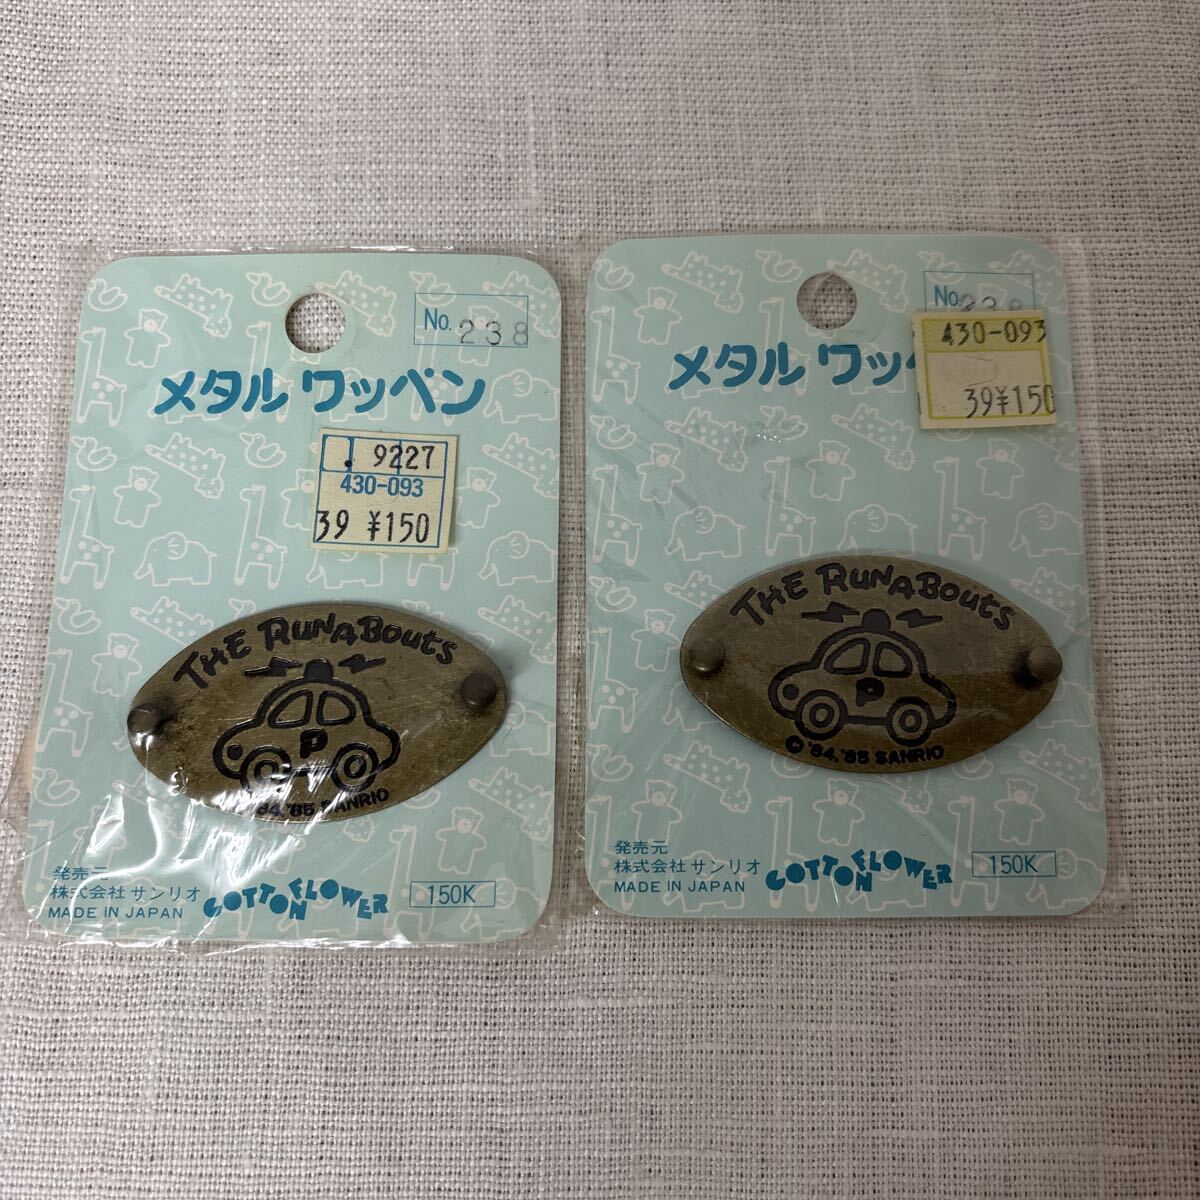 No. 238
メタル ワッペン
. 9227
430-093
39 ¥150
THE RUNABOUTS
P
'84, '85 SANRIO
発売元
株式会社 サンリオ
MADE IN JAPAN
COTTON FLOWER
150K
No. 238
メタル ワッペ
430-093
39¥150
THE RUNABOUTS
P
© '84, '85 SANRIO
発売元
株式会社 サンリオ
MADE IN JAPAN
COTTON FLOWER
150K